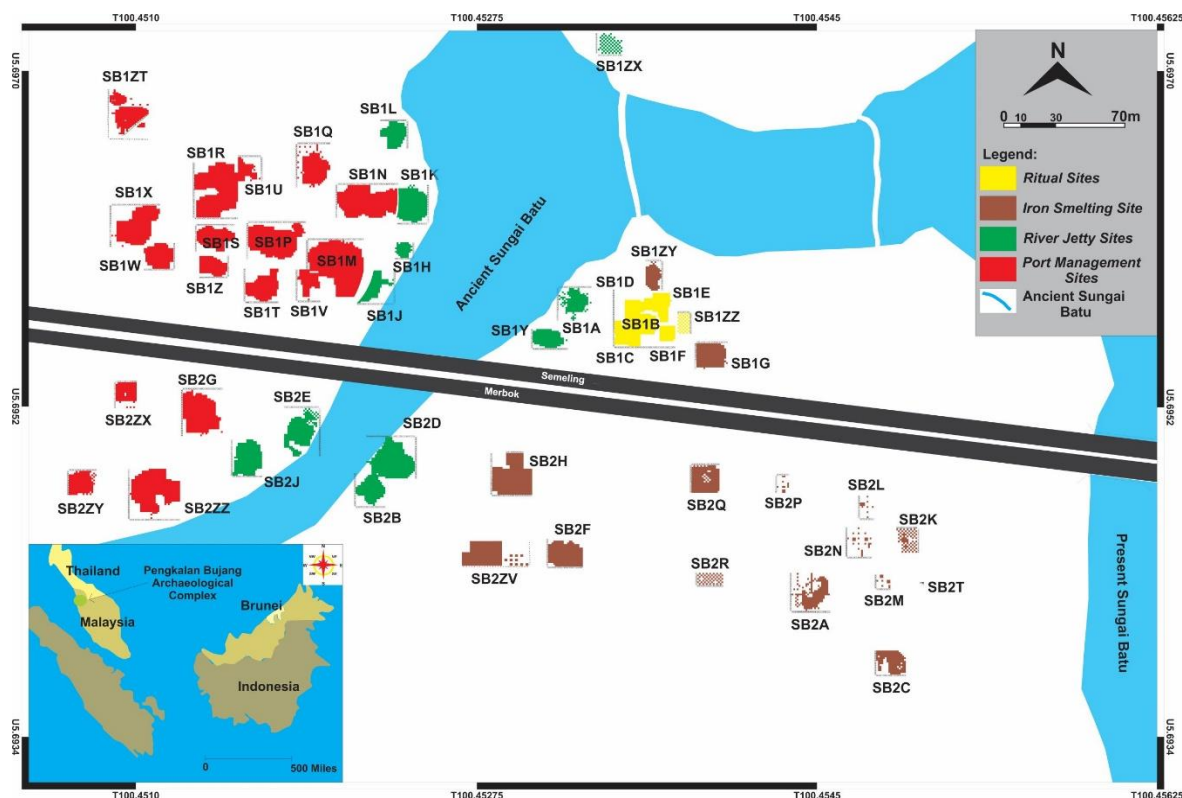 T100.4510
T100.45275
T100.4545
T100.45625
U5.6970
U5.6952
U5.6934
U5.6970
U5.6952
U5.6934
SB1ZX
SB1ZT
SB1L
SB1Q
SB1R
SB1U
SB1N
SB1K
SB1X
SB1S
SB1P
SB1M
SB1H
SB1W
SB1Z
SB1T
SB1V
SB1J
Ancient Sungai Batu
SB1ZY
SB1D
SB1E
SB1A
SB1B
SB1ZZ
SB1Y
SB1C
SB1F
SB1G
Semeling
Merbok
SB2ZX
SB2G
SB2E
SB2D
SB2J
SB2B
SB2ZY
SB2ZZ
SB2H
SB2F
SB2ZV
SB2Q
SB2P
SB2L
SB2K
SB2N
SB2R
SB2M
SB2T
SB2A
SB2C
Present Sungai Batu
N
0 10 30 70m
Legend:
Ritual Sites
Iron Smelting Site
River Jetty Sites
Port Management
Sites
Ancient Sungai
Batu
Thailand
Pengkalan Bujang
Archaeological
Complex
Malaysia
Brunei
Indonesia
0 500 Miles
T100.4510
T100.45275
T100.4545
T100.45625